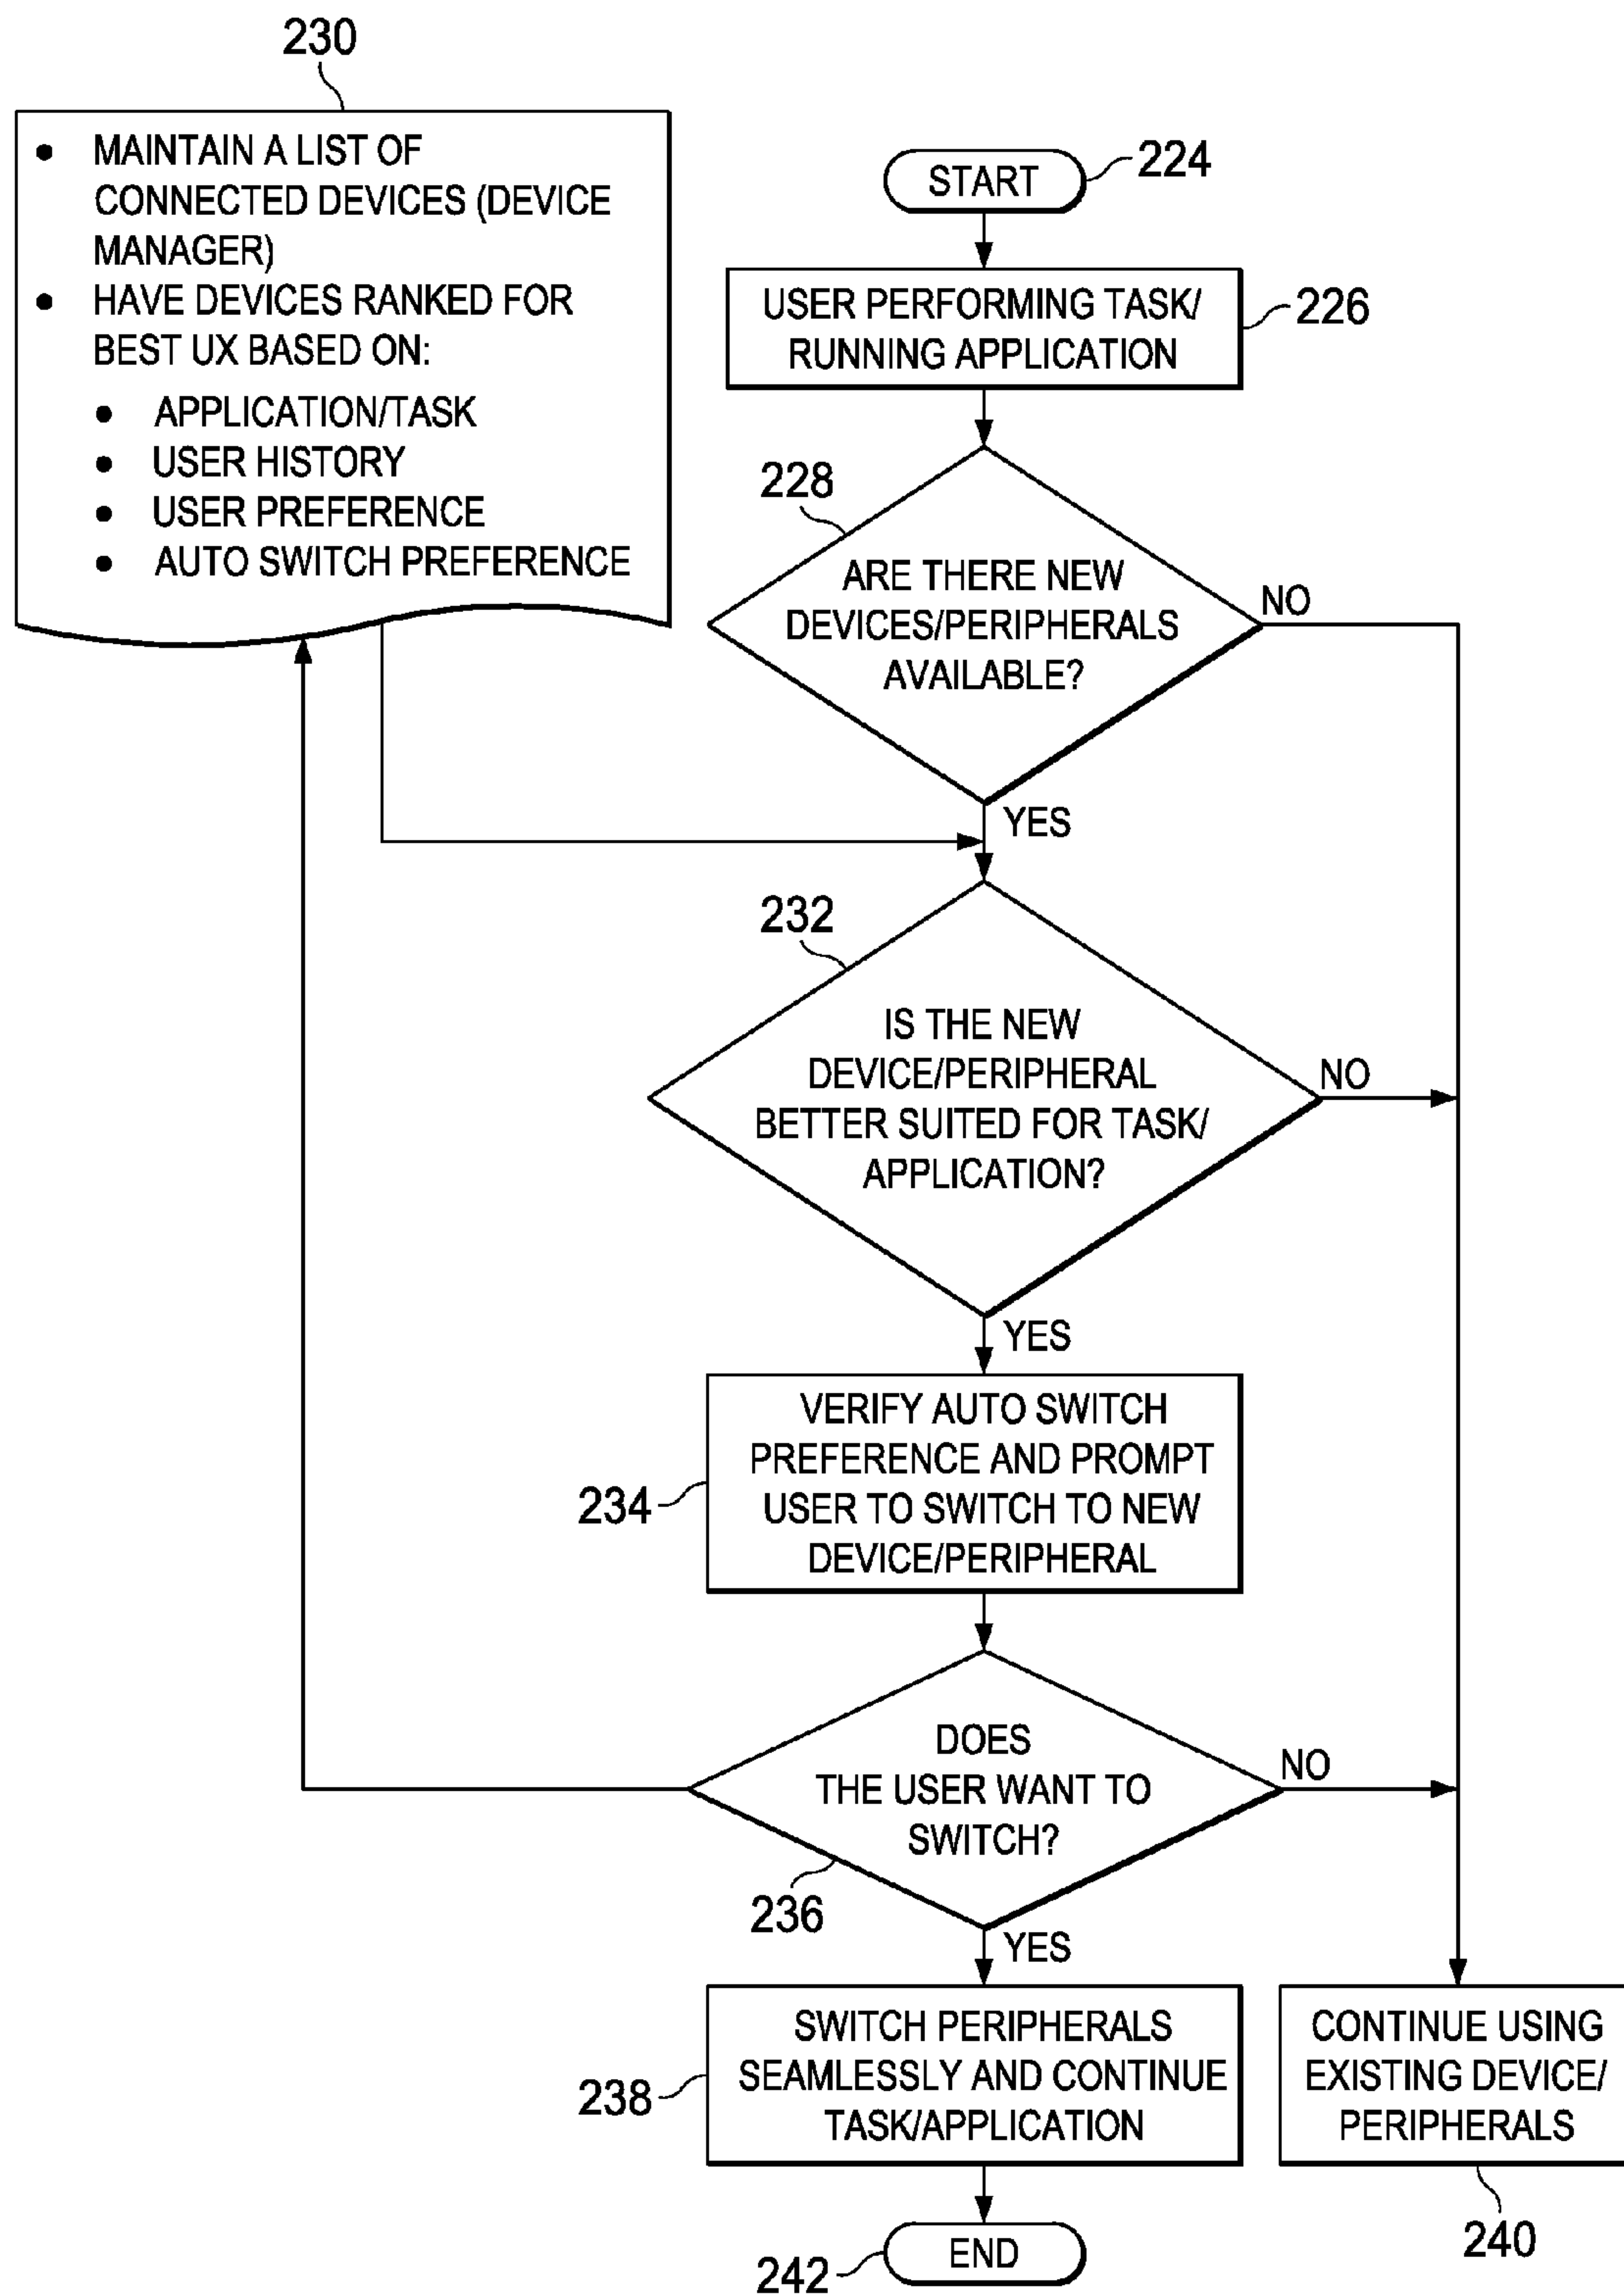 230
• MAINTAIN A LIST OF
CONNECTED DEVICES (DEVICE
MANAGER)
• HAVE DEVICES RANKED FOR
BEST UX BASED ON:
• APPLICATION/TASK
• USER HISTORY
• USER PREFERENCE
• AUTO SWITCH PREFERENCE
START
224
USER PERFORMING TASK/
RUNNING APPLICATION
226
228
ARE THERE NEW
DEVICES/PERIPHERALS
AVAILABLE?
NO
YES
232
IS THE NEW
DEVICE/PERIPHERAL
BETTER SUITED FOR TASK/
APPLICATION?
NO
YES
234
VERIFY AUTO SWITCH
PREFERENCE AND PROMPT
USER TO SWITCH TO NEW
DEVICE/PERIPHERAL
DOES
THE USER WANT TO
SWITCH?
NO
236
YES
238
SWITCH PERIPHERALS
SEAMLESSLY AND CONTINUE
TASK/APPLICATION
CONTINUE USING
EXISTING DEVICE/
PERIPHERALS
240
END
242